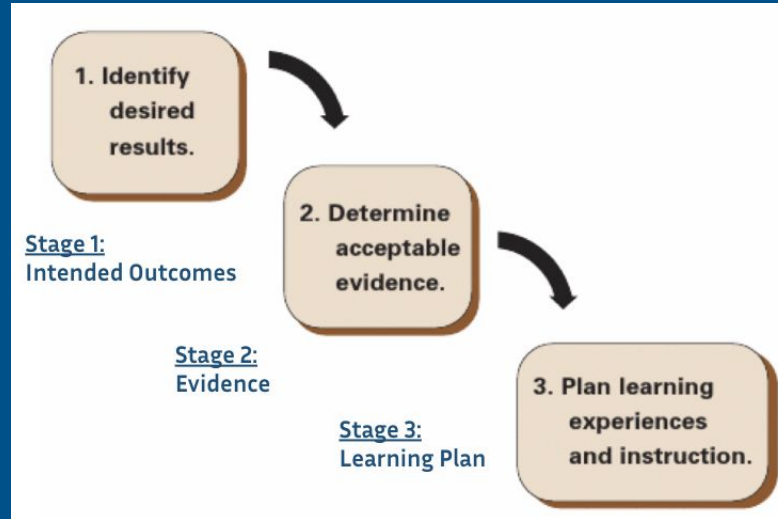 1. Identify
desired
results.
Stage 1:
Intended Outcomes
2. Determine
acceptable
evidence.
Stage 2:
Evidence
3. Plan learning
experiences
and instruction.
Stage 3:
Learning Plan